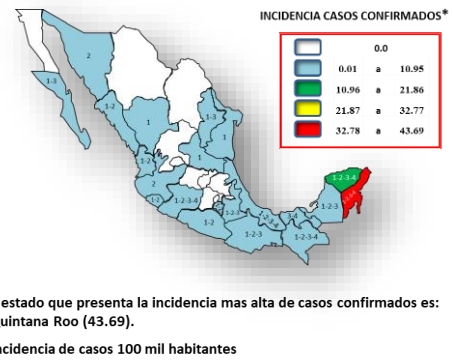 INCIDENCIA CASOS CONFIRMADOS*
0.0
0.01 a 10.95
10.96 a 21.86
21.87 a 32.77
32.78 a 43.69
2
1-3
1-2
1
1-3
1
1-2
1
2
1-2
1-2-3-4
1-2
1-2-3
1-2-3
1-2-3-4
3-4
1-2-3-4
1-2-3
1-2-3-4
estado que presenta la incidencia mas alta de casos confirmados es:
uintana Roo (43.69).
ncidencia de casos 100 mil habitantes